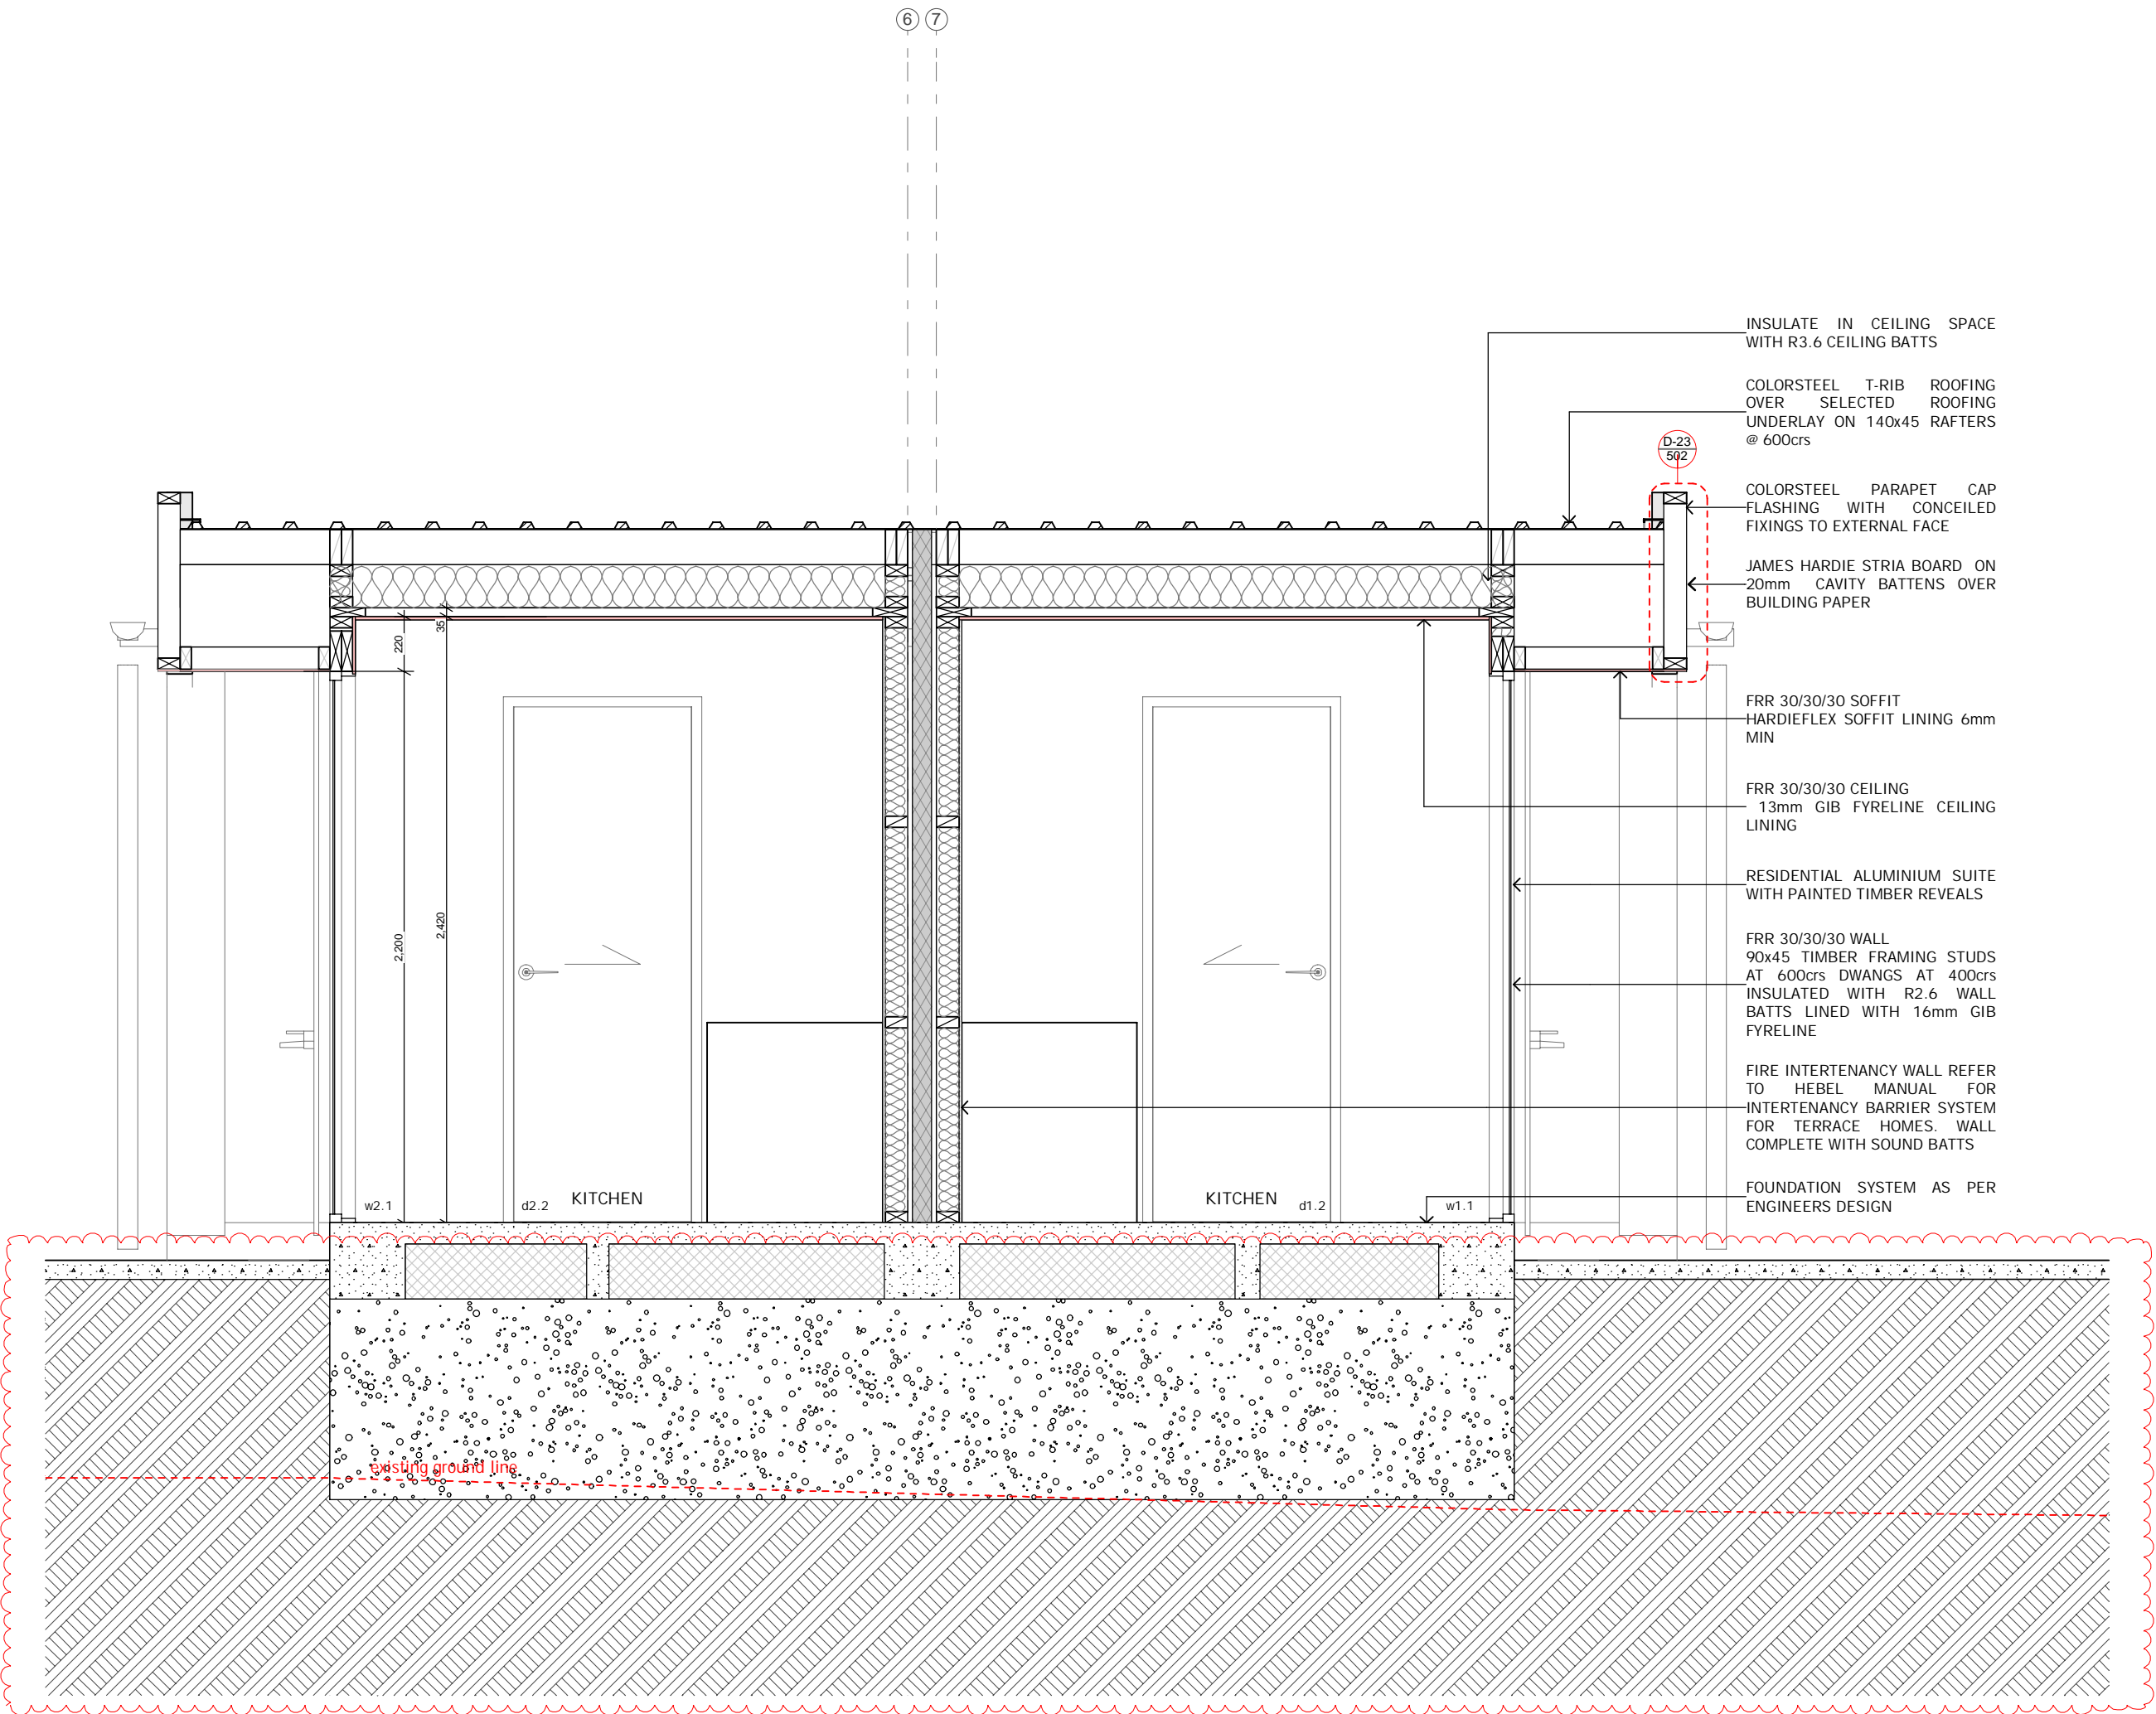 6 7
INSULATE IN CEILING SPACE
WITH R3.6 CEILING BATTS
COLORSTEEL T-RIB ROOFING
OVER SELECTED ROOFING
UNDERLAY ON 140x45 RAFTERS
@ 600crs
D-23
502
COLORSTEEL PARAPET CAP
FLASHING WITH CONCEILED
FIXINGS TO EXTERNAL FACE
JAMES HARDIE STRIA BOARD ON
20mm CAVITY BATTENS OVER
BUILDING PAPER
220
35
FRR 30/30/30 SOFFIT
HARDIEFLEX SOFFIT LINING 6mm
MIN
FRR 30/30/30 CEILING
13mm GIB FYRELINE CEILING
LINING
RESIDENTIAL ALUMINIUM SUITE
WITH PAINTED TIMBER REVEALS
2,200
2,420
FRR 30/30/30 WALL
90x45 TIMBER FRAMING STUDS
AT 600crs DWANGS AT 400crs
INSULATED WITH R2.6 WALL
BATTS LINED WITH 16mm GIB
FYRELINE
FIRE INTERTENANCY WALL REFER
TO HEBEL MANUAL FOR
INTERTENANCY BARRIER SYSTEM
FOR TERRACE HOMES. WALL
COMPLETE WITH SOUND BATTS
FOUNDATION SYSTEM AS PER
ENGINEERS DESIGN
w2.1 d2.2 KITCHEN KITCHEN d1.2 w1.1
existing ground line